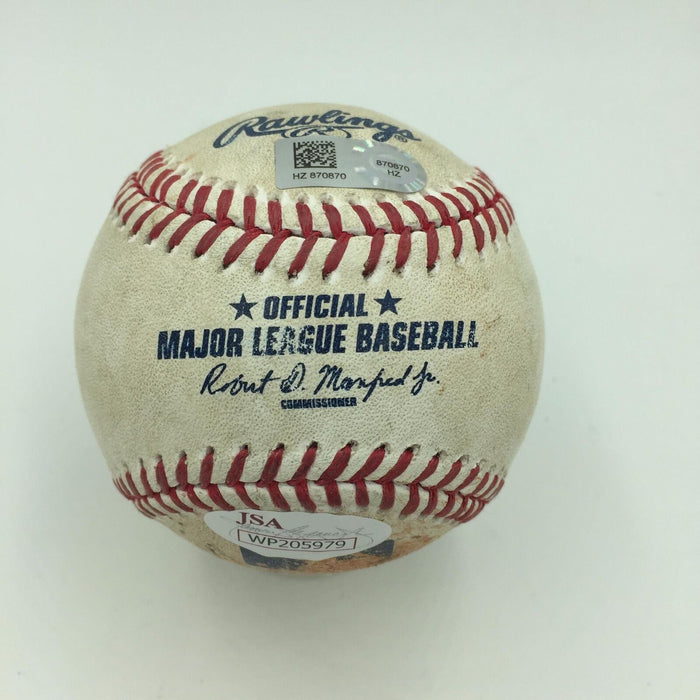 Rawlings
R
HZ 870870
870870
HZ
OFFICIAL
MAJOR LEAGUE BASEBALL
Robert D. Manfred Jr.
COMMISSIONER
JSA
WP205979